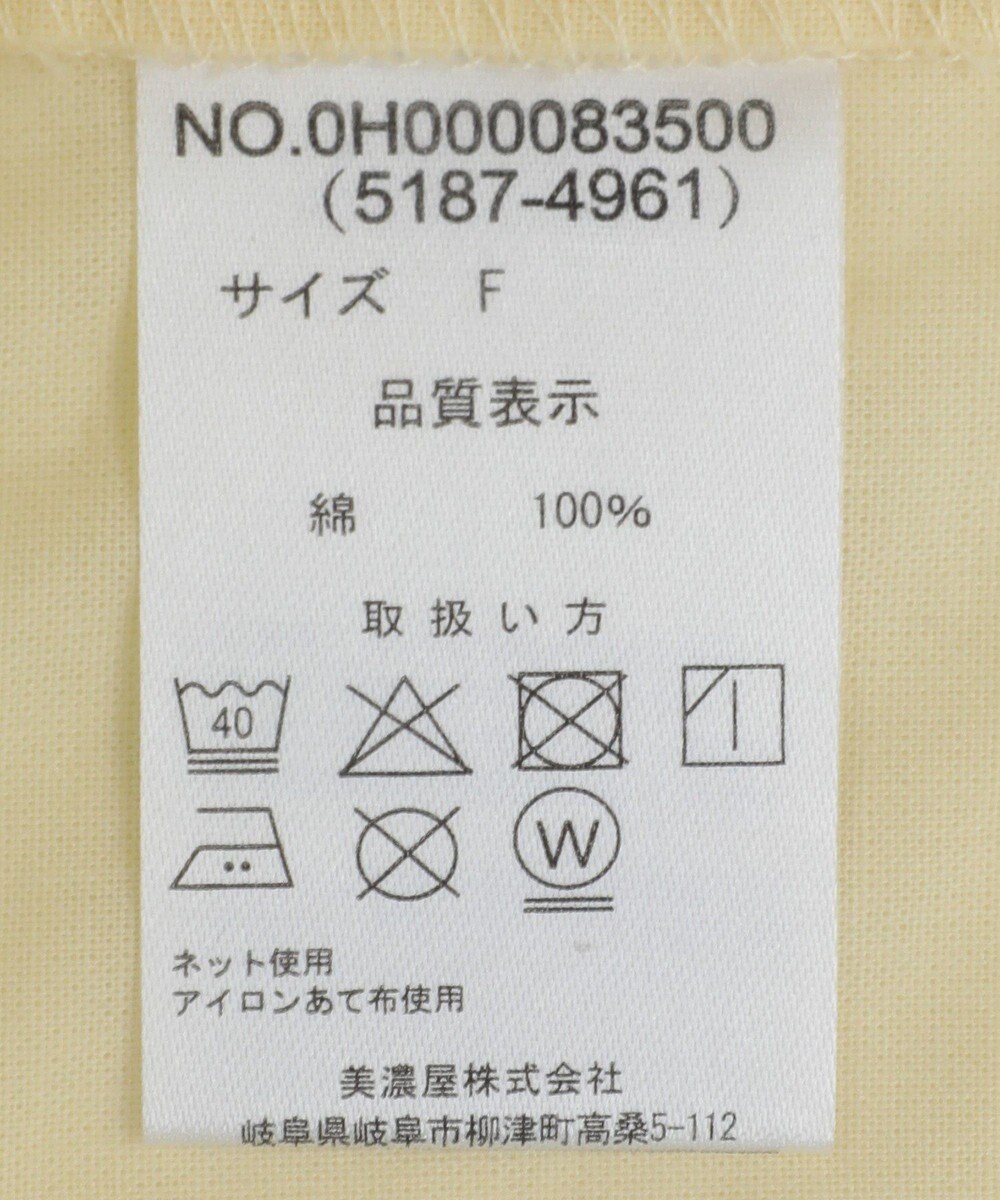 NO.0H000083500
（5187-4961）
サイズ F
品質表示
綿 100%
取扱い方
40
W
ネット使用
アイロンあて布使用
美濃屋株式会社
岐阜県岐阜市柳津町高桑5-112